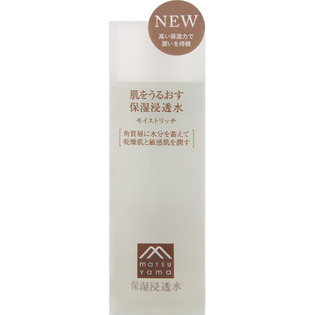 NEW
高い保湿力で
潤いを持続
肌をうるおす
保湿浸透水
モイストリッチ
角質層に水分を蓄えて
乾燥肌と敏感肌を潤す
matsu
yama
保湿浸透水